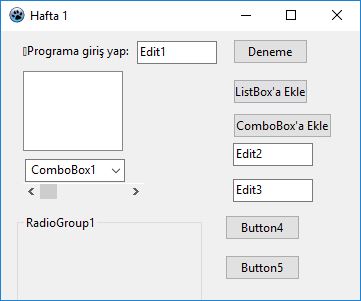 Hafta 1
Programa giriş yap:
Edit1
Deneme
ListBox'a Ekle
ComboBox'a Ekle
Edit2
ComboBox1
Edit3
RadioGroup1
Button4
Button5